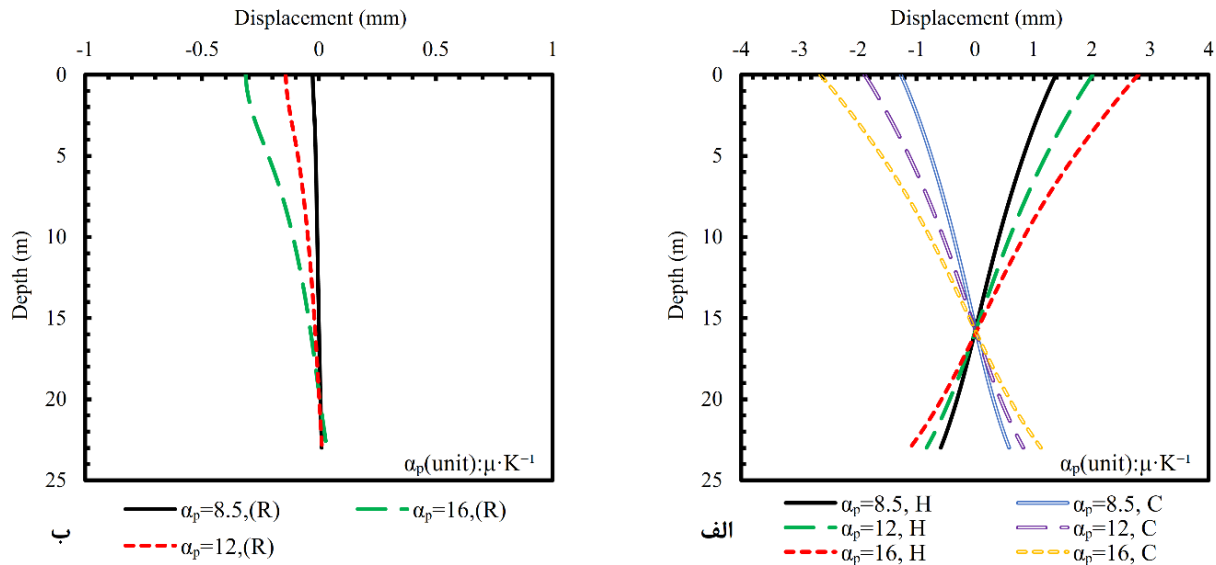 Displacement (mm)
-1 -0.5 0 0.5 1
0
5
10
15
20
25
Depth (m)
αₚ(unit):μ·K⁻¹
αₚ=8.5,(R) αₚ=16,(R)
αₚ=12,(R)
ب
Displacement (mm)
-4 -3 -2 -1 0 1 2 3 4
0
5
10
15
20
25
Depth (m)
αₚ(unit):μ·K⁻¹
αₚ=8.5, H αₚ=8.5, C
αₚ=12, H αₚ=12, C
αₚ=16, H αₚ=16, C
الف